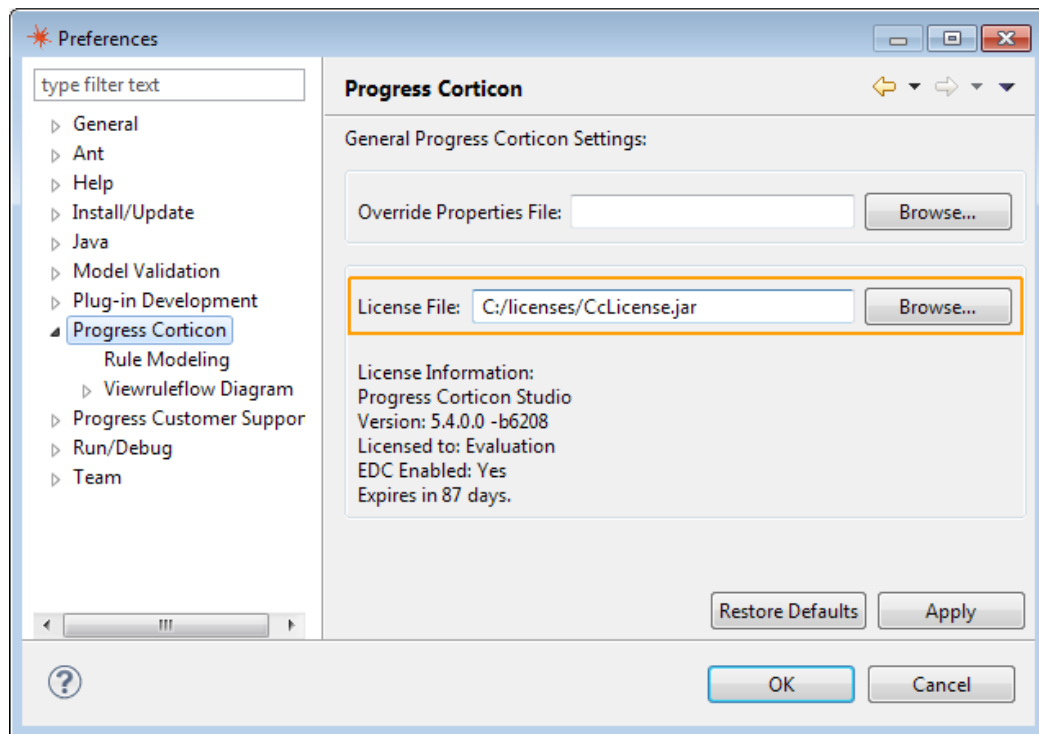 Preferences
type filter text
General
Ant
Help
Install/Update
Java
Model Validation
Plug-in Development
Progress Corticon
Rule Modeling
Viewruleflow Diagram
Progress Customer Suppor
Run/Debug
Team
Progress Corticon
General Progress Corticon Settings:
Override Properties File:
Browse...
License File: C:/licenses/CcLicense.jar
Browse...
License Information:
Progress Corticon Studio
Version: 5.4.0.0 -b6208
Licensed to: Evaluation
EDC Enabled: Yes
Expires in 87 days.
Restore Defaults
Apply
OK
Cancel